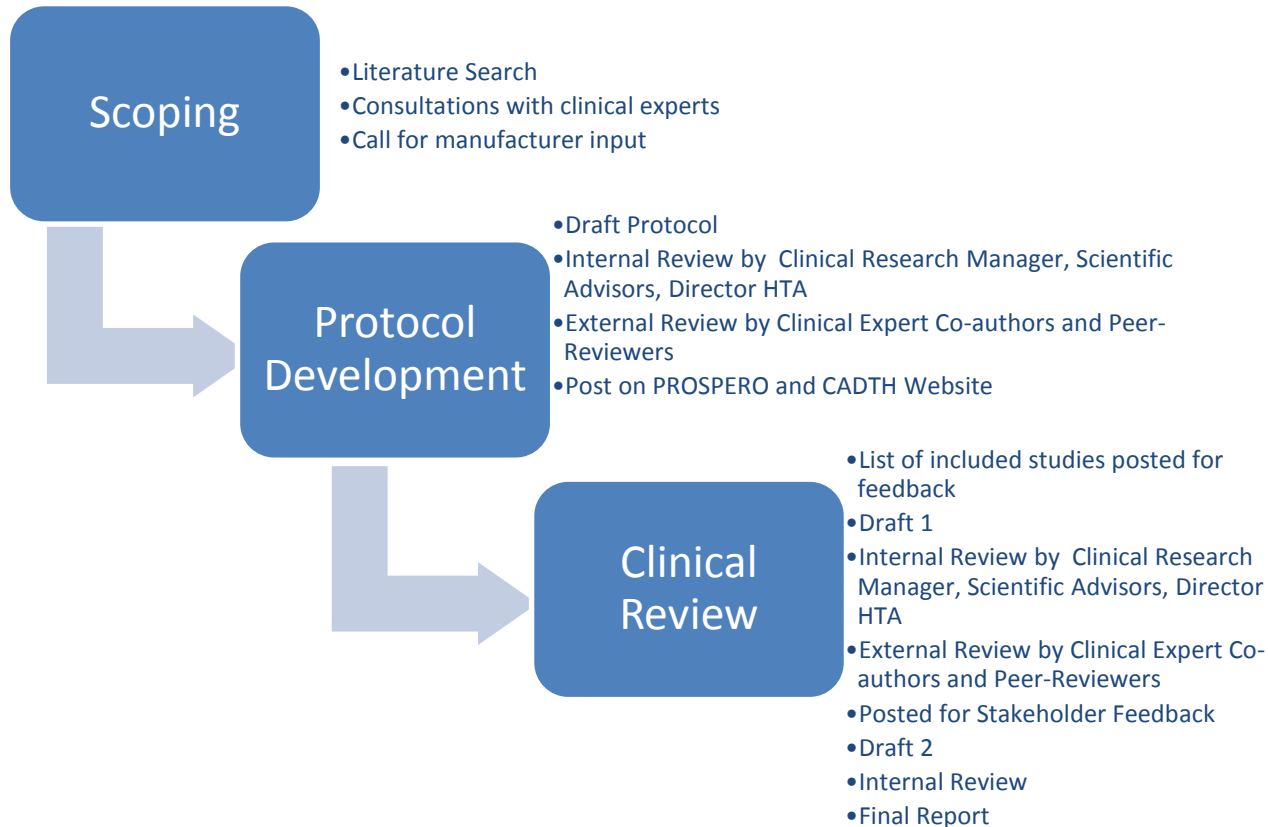 Scoping
•Literature Search
•Consultations with clinical experts
•Call for manufacturer input
Protocol
Development
•Draft Protocol
•Internal Review by  Clinical Research Manager, Scientific
Advisors, Director HTA
•External Review by Clinical Expert Co-authors and Peer-
Reviewers
•Post on PROSPERO and CADTH Website
Clinical
Review
•List of included studies posted for
feedback
•Draft 1
•Internal Review by  Clinical Research
Manager, Scientific Advisors, Director
HTA
•External Review by Clinical Expert Co-
authors and Peer-Reviewers
•Posted for Stakeholder Feedback
•Draft 2
•Internal Review
•Final Report